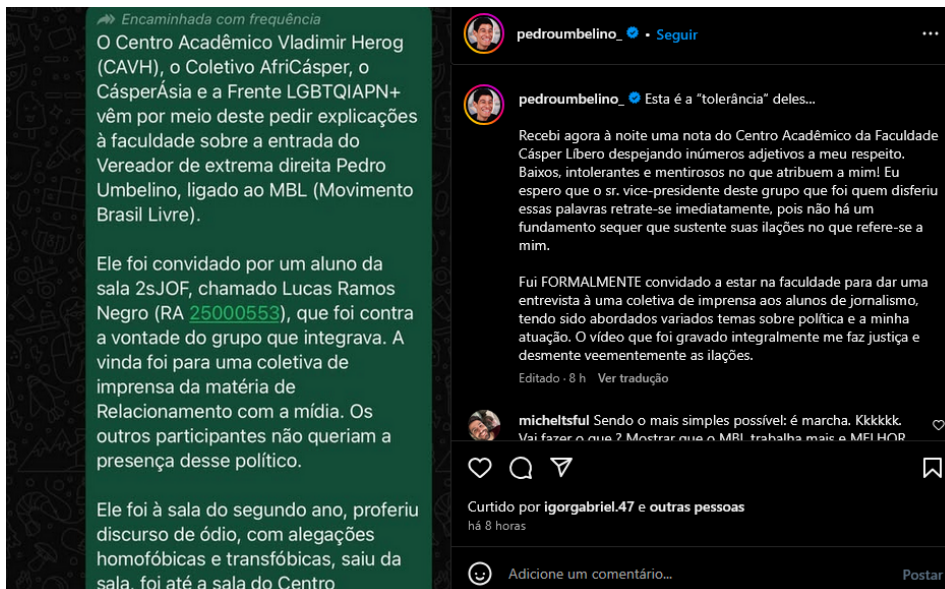 Encaminhada com frequência
O Centro Acadêmico Vladimir Herog
(CAVH), o Coletivo AfriCásper, o
CásperÁsia e a Frente LGBTQIAPN+
vêm por meio deste pedir explicações
à faculdade sobre a entrada do
Vereador de extrema direita Pedro
Umbelino, ligado ao MBL (Movimento
Brasil Livre).
Ele foi convidado por um aluno da
sala 2sJOF, chamado Lucas Ramos
Negro (RA 25000553), que foi contra
a vontade do grupo que integrava. A
vinda foi para uma coletiva de
imprensa da matéria de
Relacionamento com a mídia. Os
outros participantes não queriam a
presença desse político.
Ele foi à sala do segundo ano, proferiu
discurso de ódio, com alegações
homofóbicas e transfóbicas, saiu da
sala, foi até a sala do Centro
pedroumbelino_ • Seguir
pedroumbelino_ Esta é a "tolerância" deles...
Recebi agora à noite uma nota do Centro Acadêmico da Faculdade
Cásper Líbero despejando inúmeros adjetivos a meu respeito.
Baixos, intolerantes e mentirosos no que atribuem a mim! Eu
espero que o sr. vice-presidente deste grupo que foi quem disferiu
essas palavras retrate-se imediatamente, pois não há um
fundamento sequer que sustente suas ilações no que refere-se a
mim.
Fui FORMALMENTE convidado a estar na faculdade para dar uma
entrevista à uma coletiva de imprensa aos alunos de jornalismo,
tendo sido abordados variados temas sobre política e a minha
atuação. O vídeo que foi gravado integralmente me faz justiça e
desmente veementemente as ilações.
Editado · 8 h Ver tradução
micheltsful Sendo o mais simples possível: é marcha. Kkkkkk.
Vai fazer o que ? Mostrar que o MBL trabalha mais e MELHOR
Curtido por igorgabriel.47 e outras pessoas
há 8 horas
Adicione um comentário...
Postar